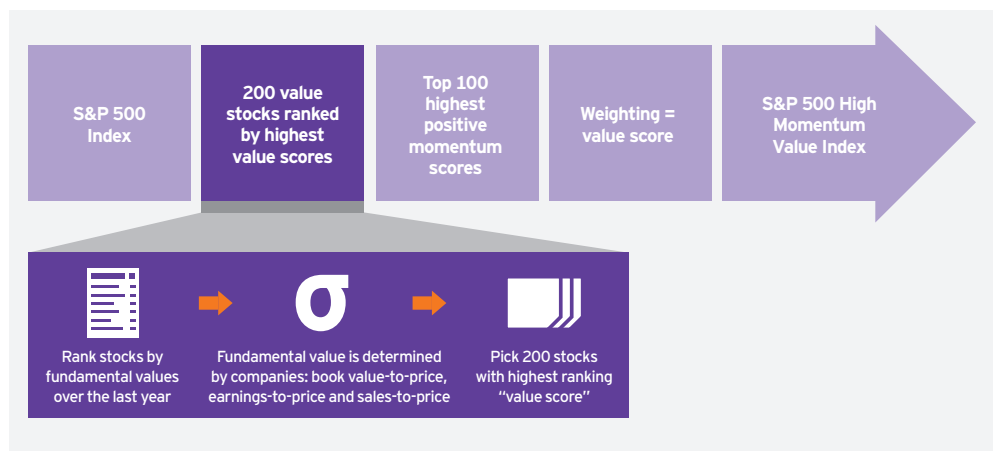 S&P 500
Index
200 value
stocks ranked
by highest
value scores
Top 100
highest
positive
momentum
scores
Weighting =
value score
S&P 500 High
Momentum
Value Index
Rank stocks by
fundamental values
over the last year
σ
Fundamental value is determined
by companies: book value-to-price,
earnings-to-price and sales-to-price
Pick 200 stocks
with highest ranking
“value score”